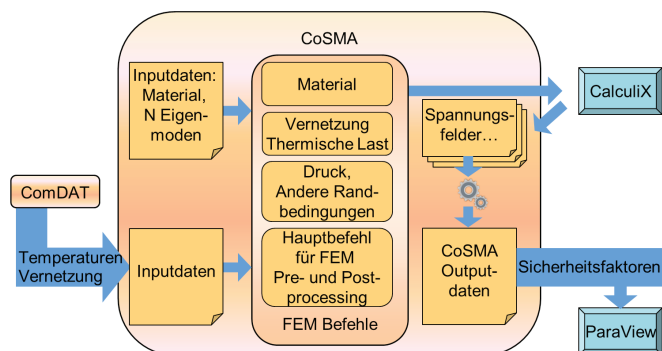 CoSMA
Inputdaten:
Material,
N Eigen-
moden
Material
Vernetzung
Thermische Last
Druck,
Andere Rand-
bedingungen
Hauptbefehl
für FEM
Pre- und Post-
processing
FEM Befehle
Spannungs-
felder...
CalculiX
ComDAT
Temperaturen
Vernetzung
Inputdaten
CoSMA
Output-
daten
Sicherheitsfaktoren
ParaView